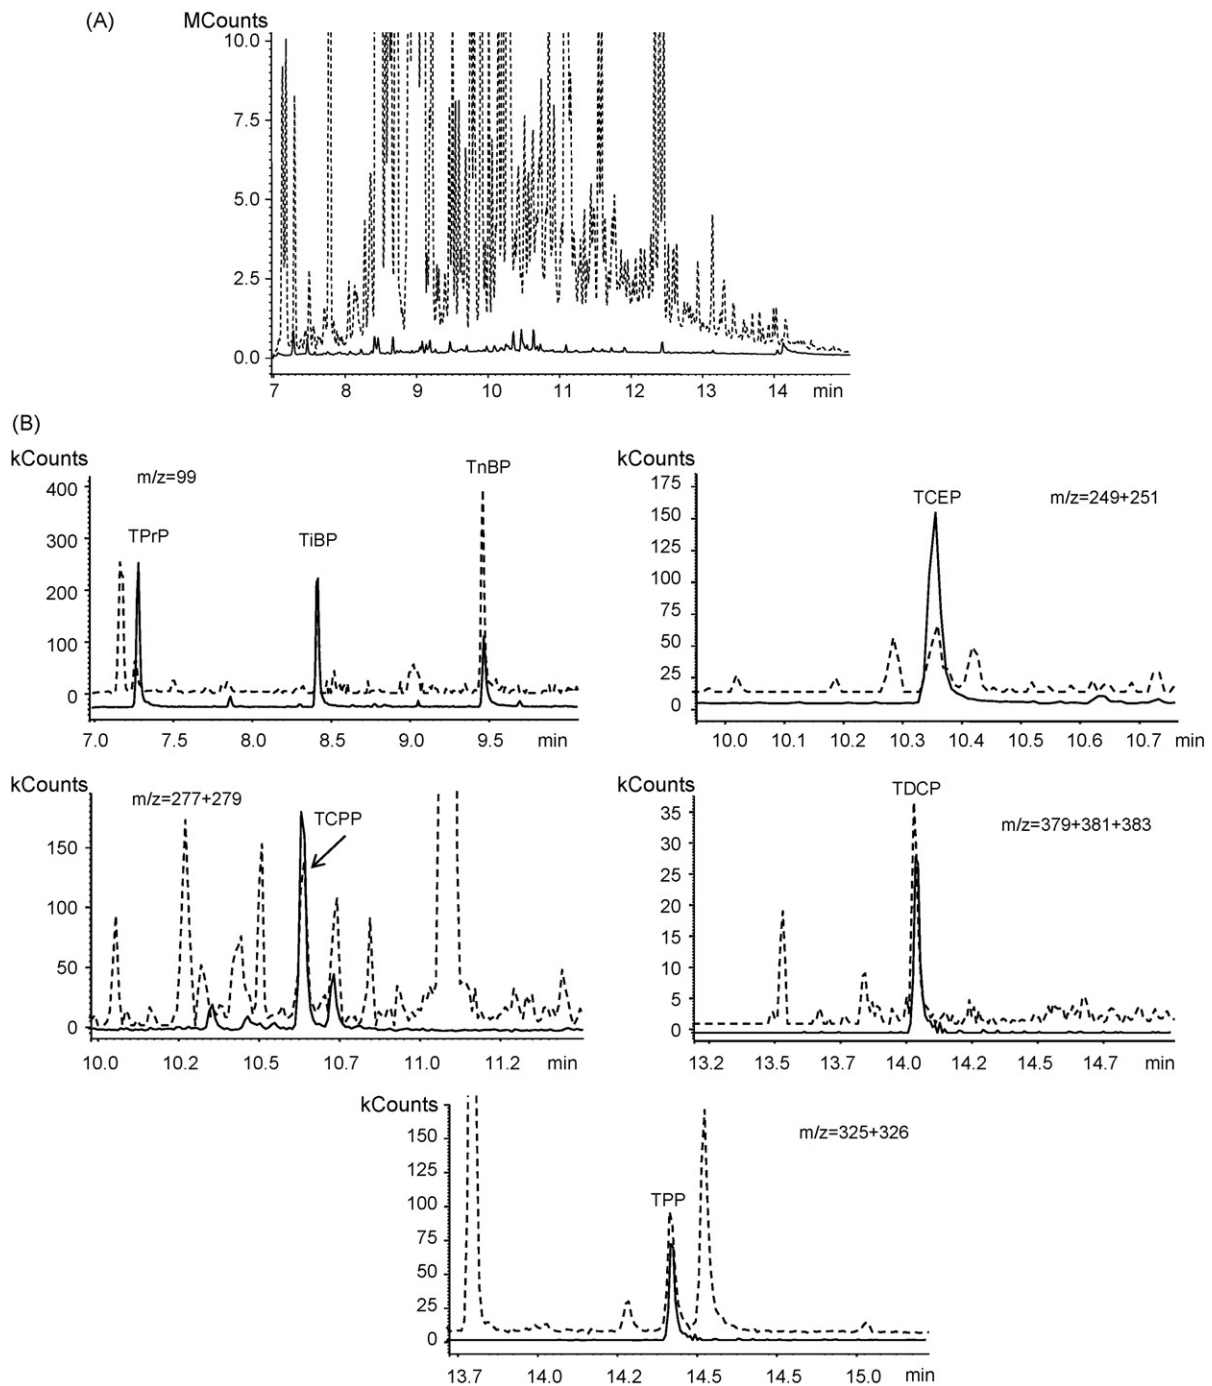 (A)
MCounts
10.0
7.5
5.0
2.5
0.0
7 8 9 10 11 12 13 14 min
(B)
kCounts
m/z=99
TPrP
TiBP
TnBP
400
300
200
100
0
7.0 7.5 8.0 8.5 9.0 9.5 min
kCounts
TCEP
m/z=249+251
175
150
125
100
75
50
25
0
10.0 10.1 10.2 10.3 10.4 10.5 10.6 10.7 min
kCounts
m/z=277+279
TCPP
150
100
50
0
10.0 10.2 10.5 10.7 11.0 11.2 min
kCounts
TDCP
m/z=379+381+383
35
30
25
20
15
10
5
0
13.2 13.5 13.7 14.0 14.2 14.5 14.7 min
kCounts
m/z=325+326
TPP
150
125
100
75
50
25
0
13.7 14.0 14.2 14.5 14.5 15.0 min